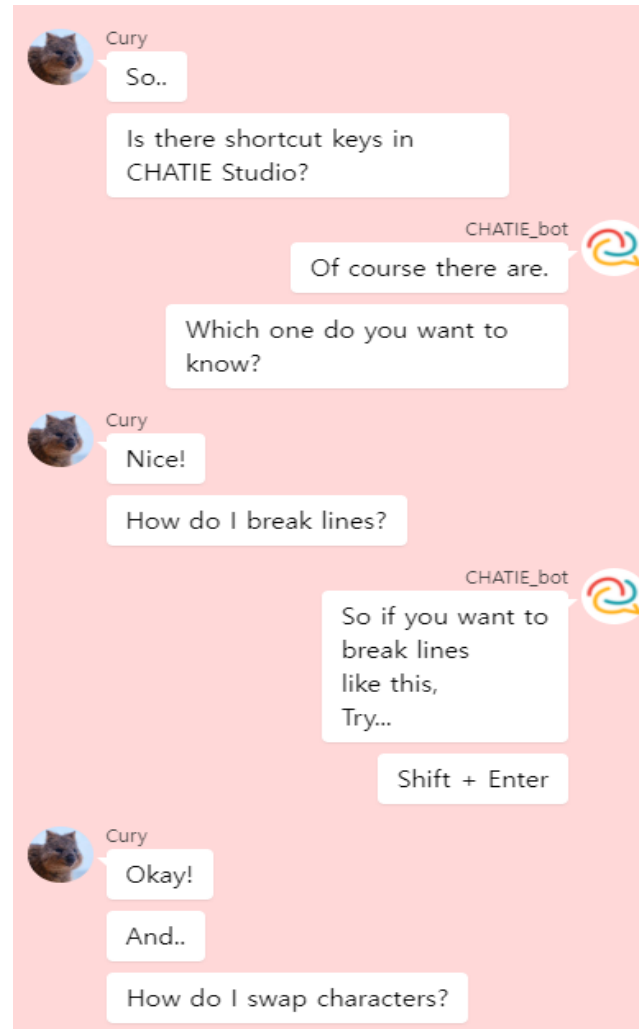 Cury
So..
Is there shortcut keys in
CHATIE Studio?
CHATIE_bot
Of course there are.
Which one do you want to
know?
Cury
Nice!
How do I break lines?
CHATIE_bot
So if you want to
break lines
like this,
Try...
Shift + Enter
Cury
Okay!
And..
How do I swap characters?